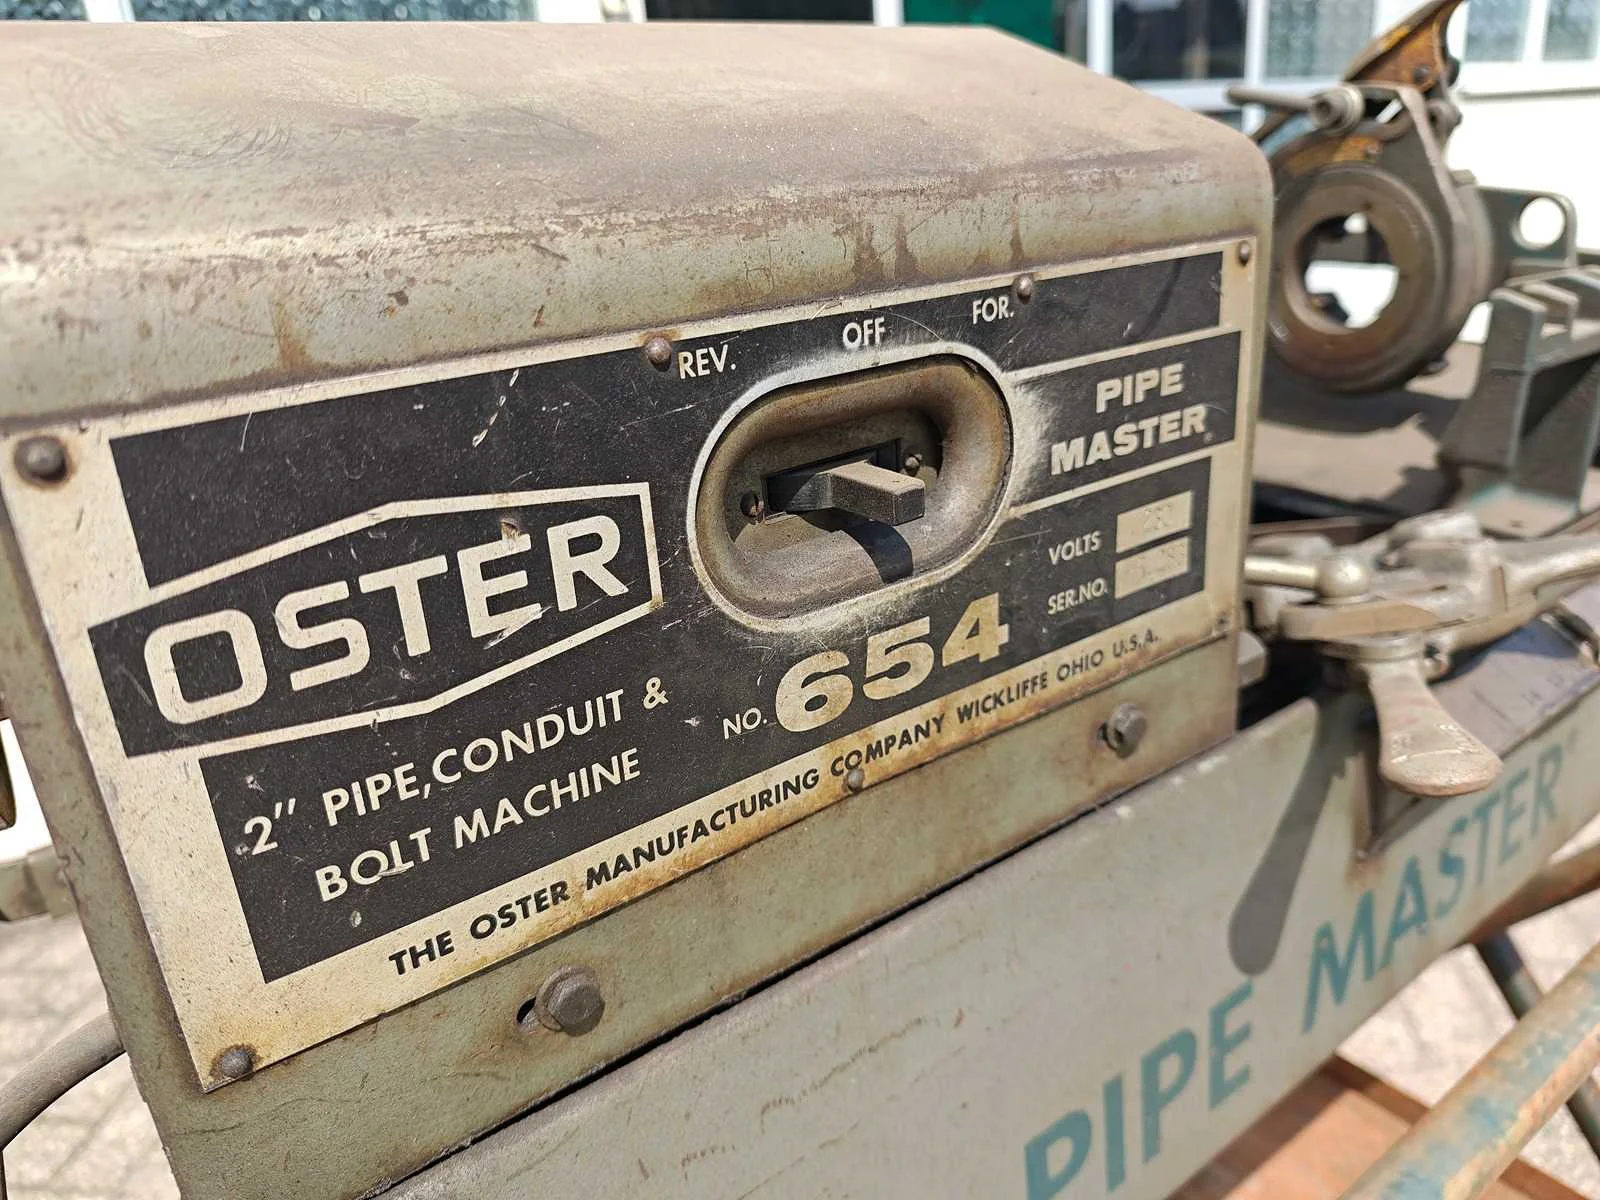 REV. OFF FOR.
PIPE
MASTER
OSTER
VOLTS
SER.NO.
2" PIPE, CONDUIT &
BOLT MACHINE
NO. 654
THE OSTER MANUFACTURING COMPANY WICKLIFFE OHIO U.S.A.
PIPE MASTER